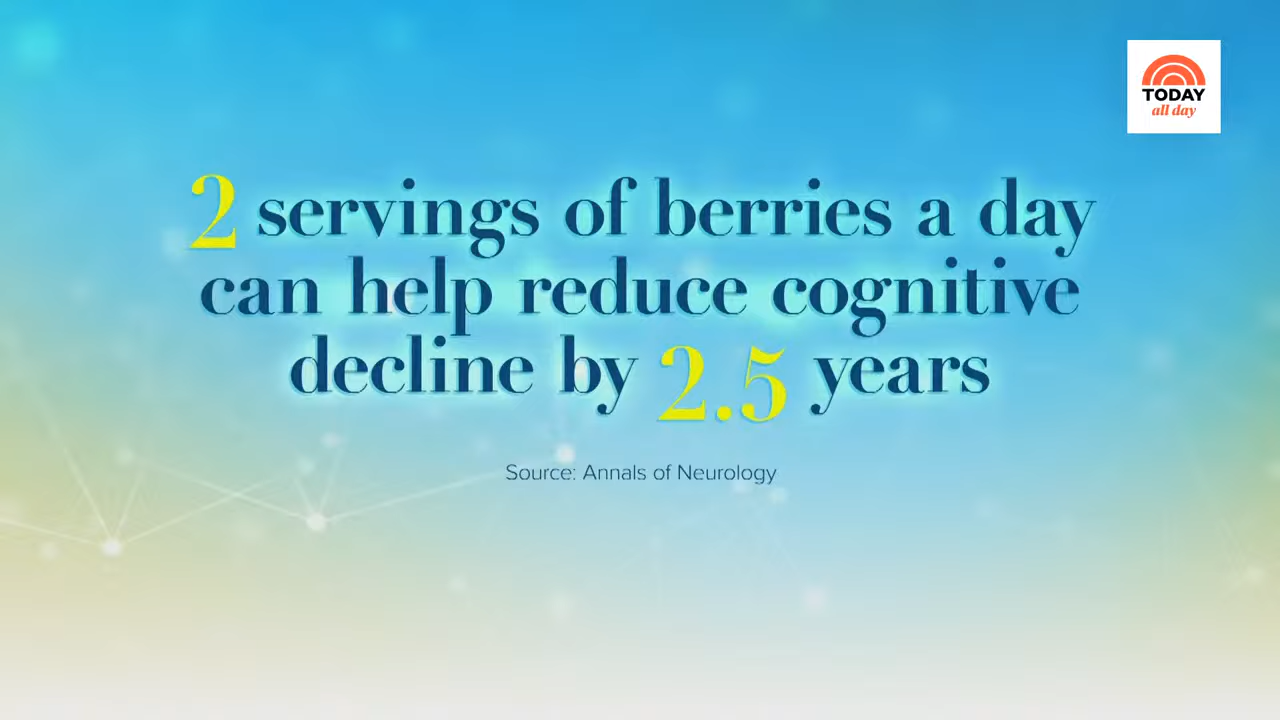 TODAY
all day
2 servings of berries a day
can help reduce cognitive
decline by 2.5 years
Source: Annals of Neurology